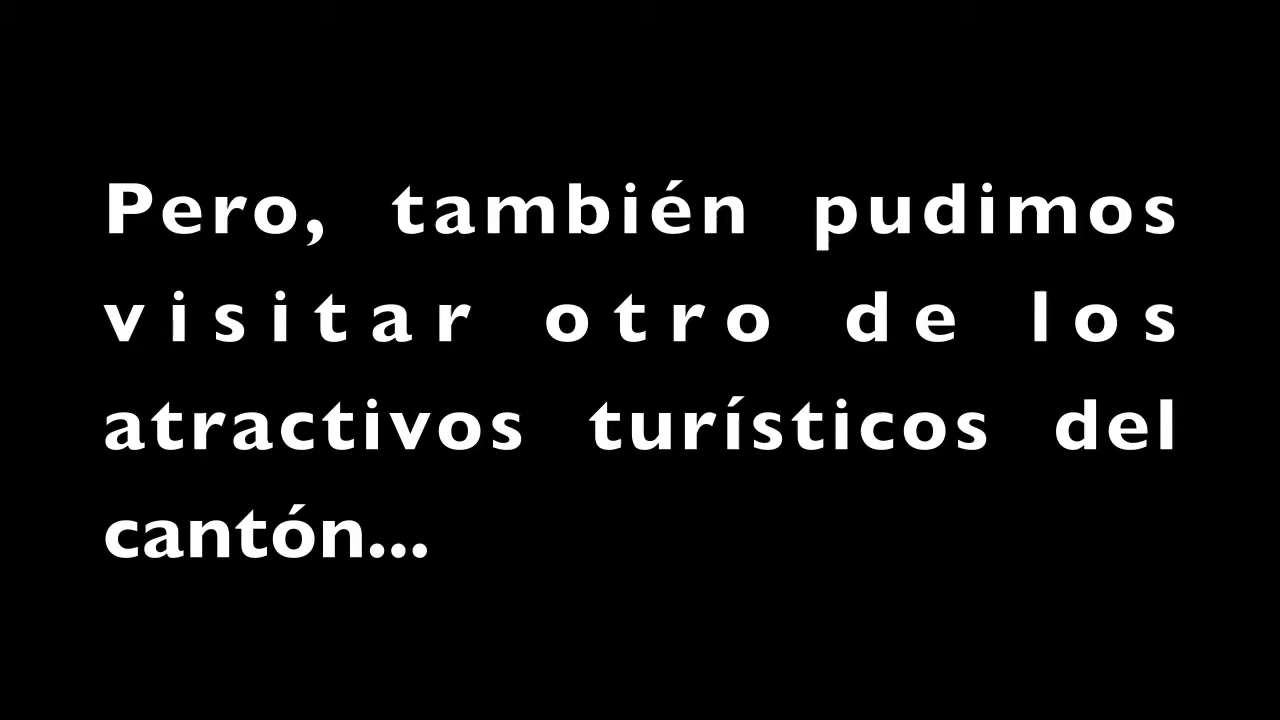 Pero, también pudimos
visitar otro de los
atractivos turísticos del
cantón...